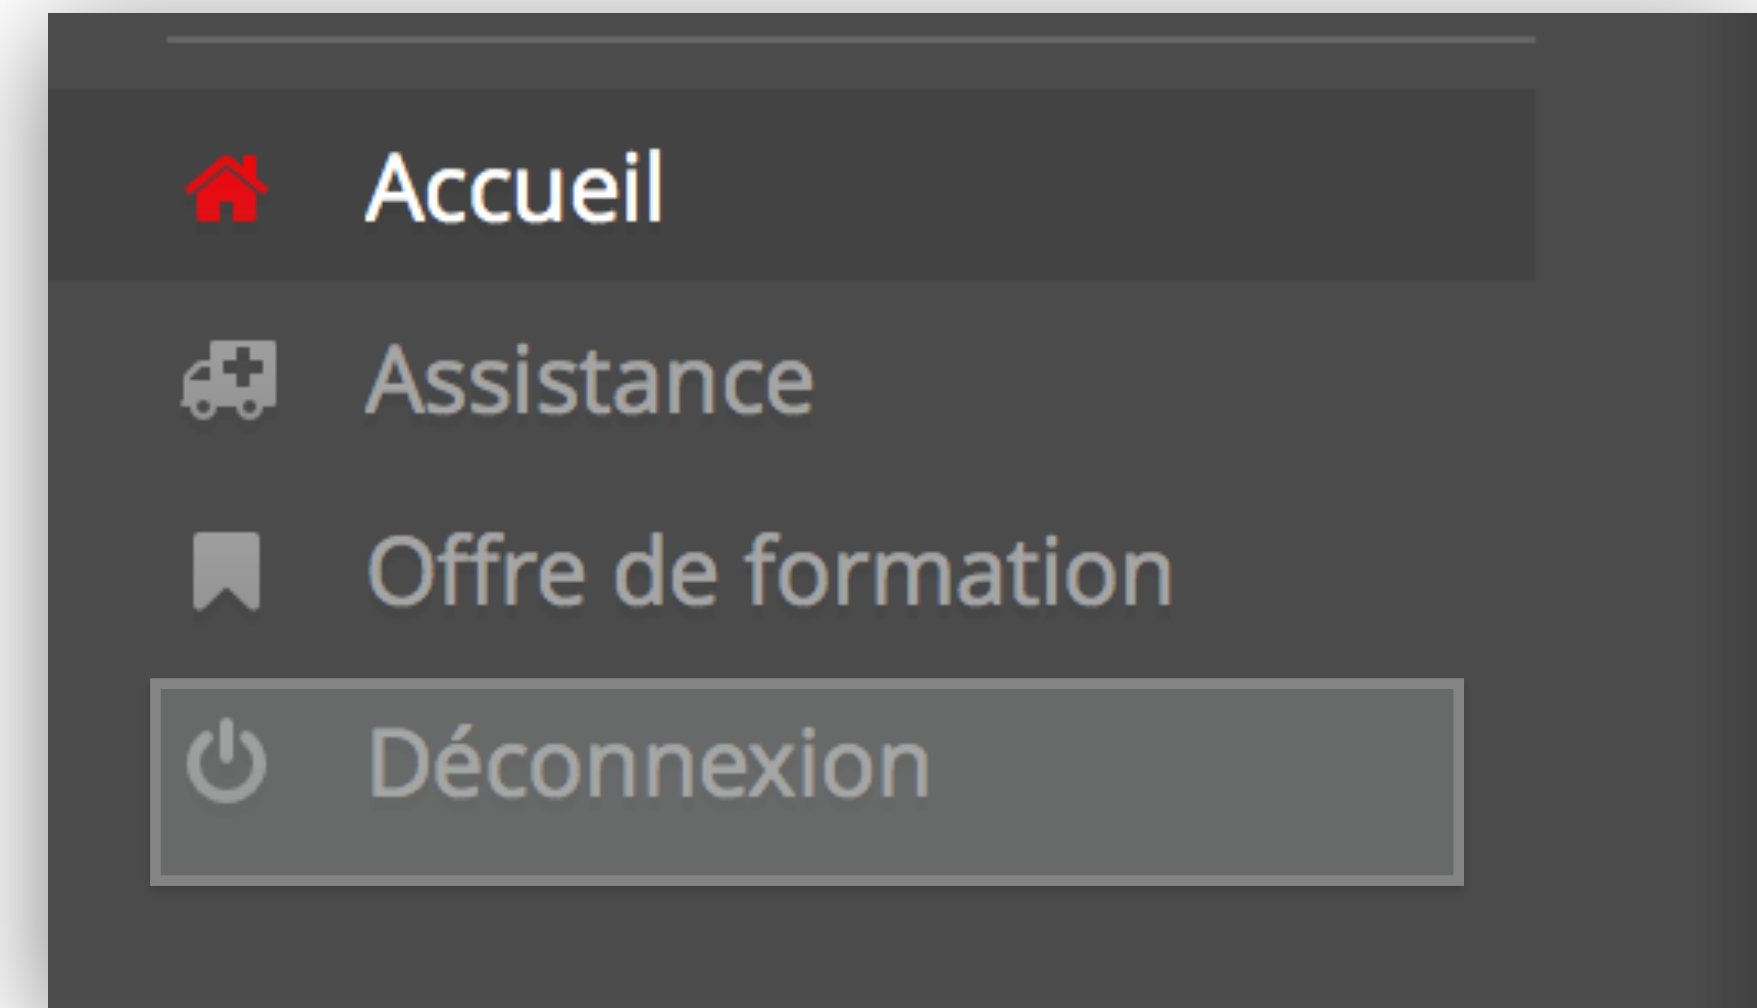 Accueil
Assistance
Offre de formation
Déconnexion